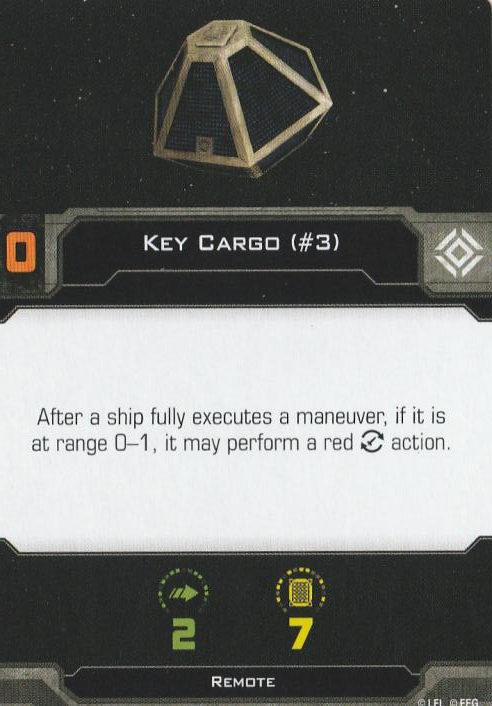 0
KEY CARGO (#3)
After a ship fully executes a maneuver, if it is
at range 0–1, it may perform a red action.
2 7
REMOTE
© LFL © FFG